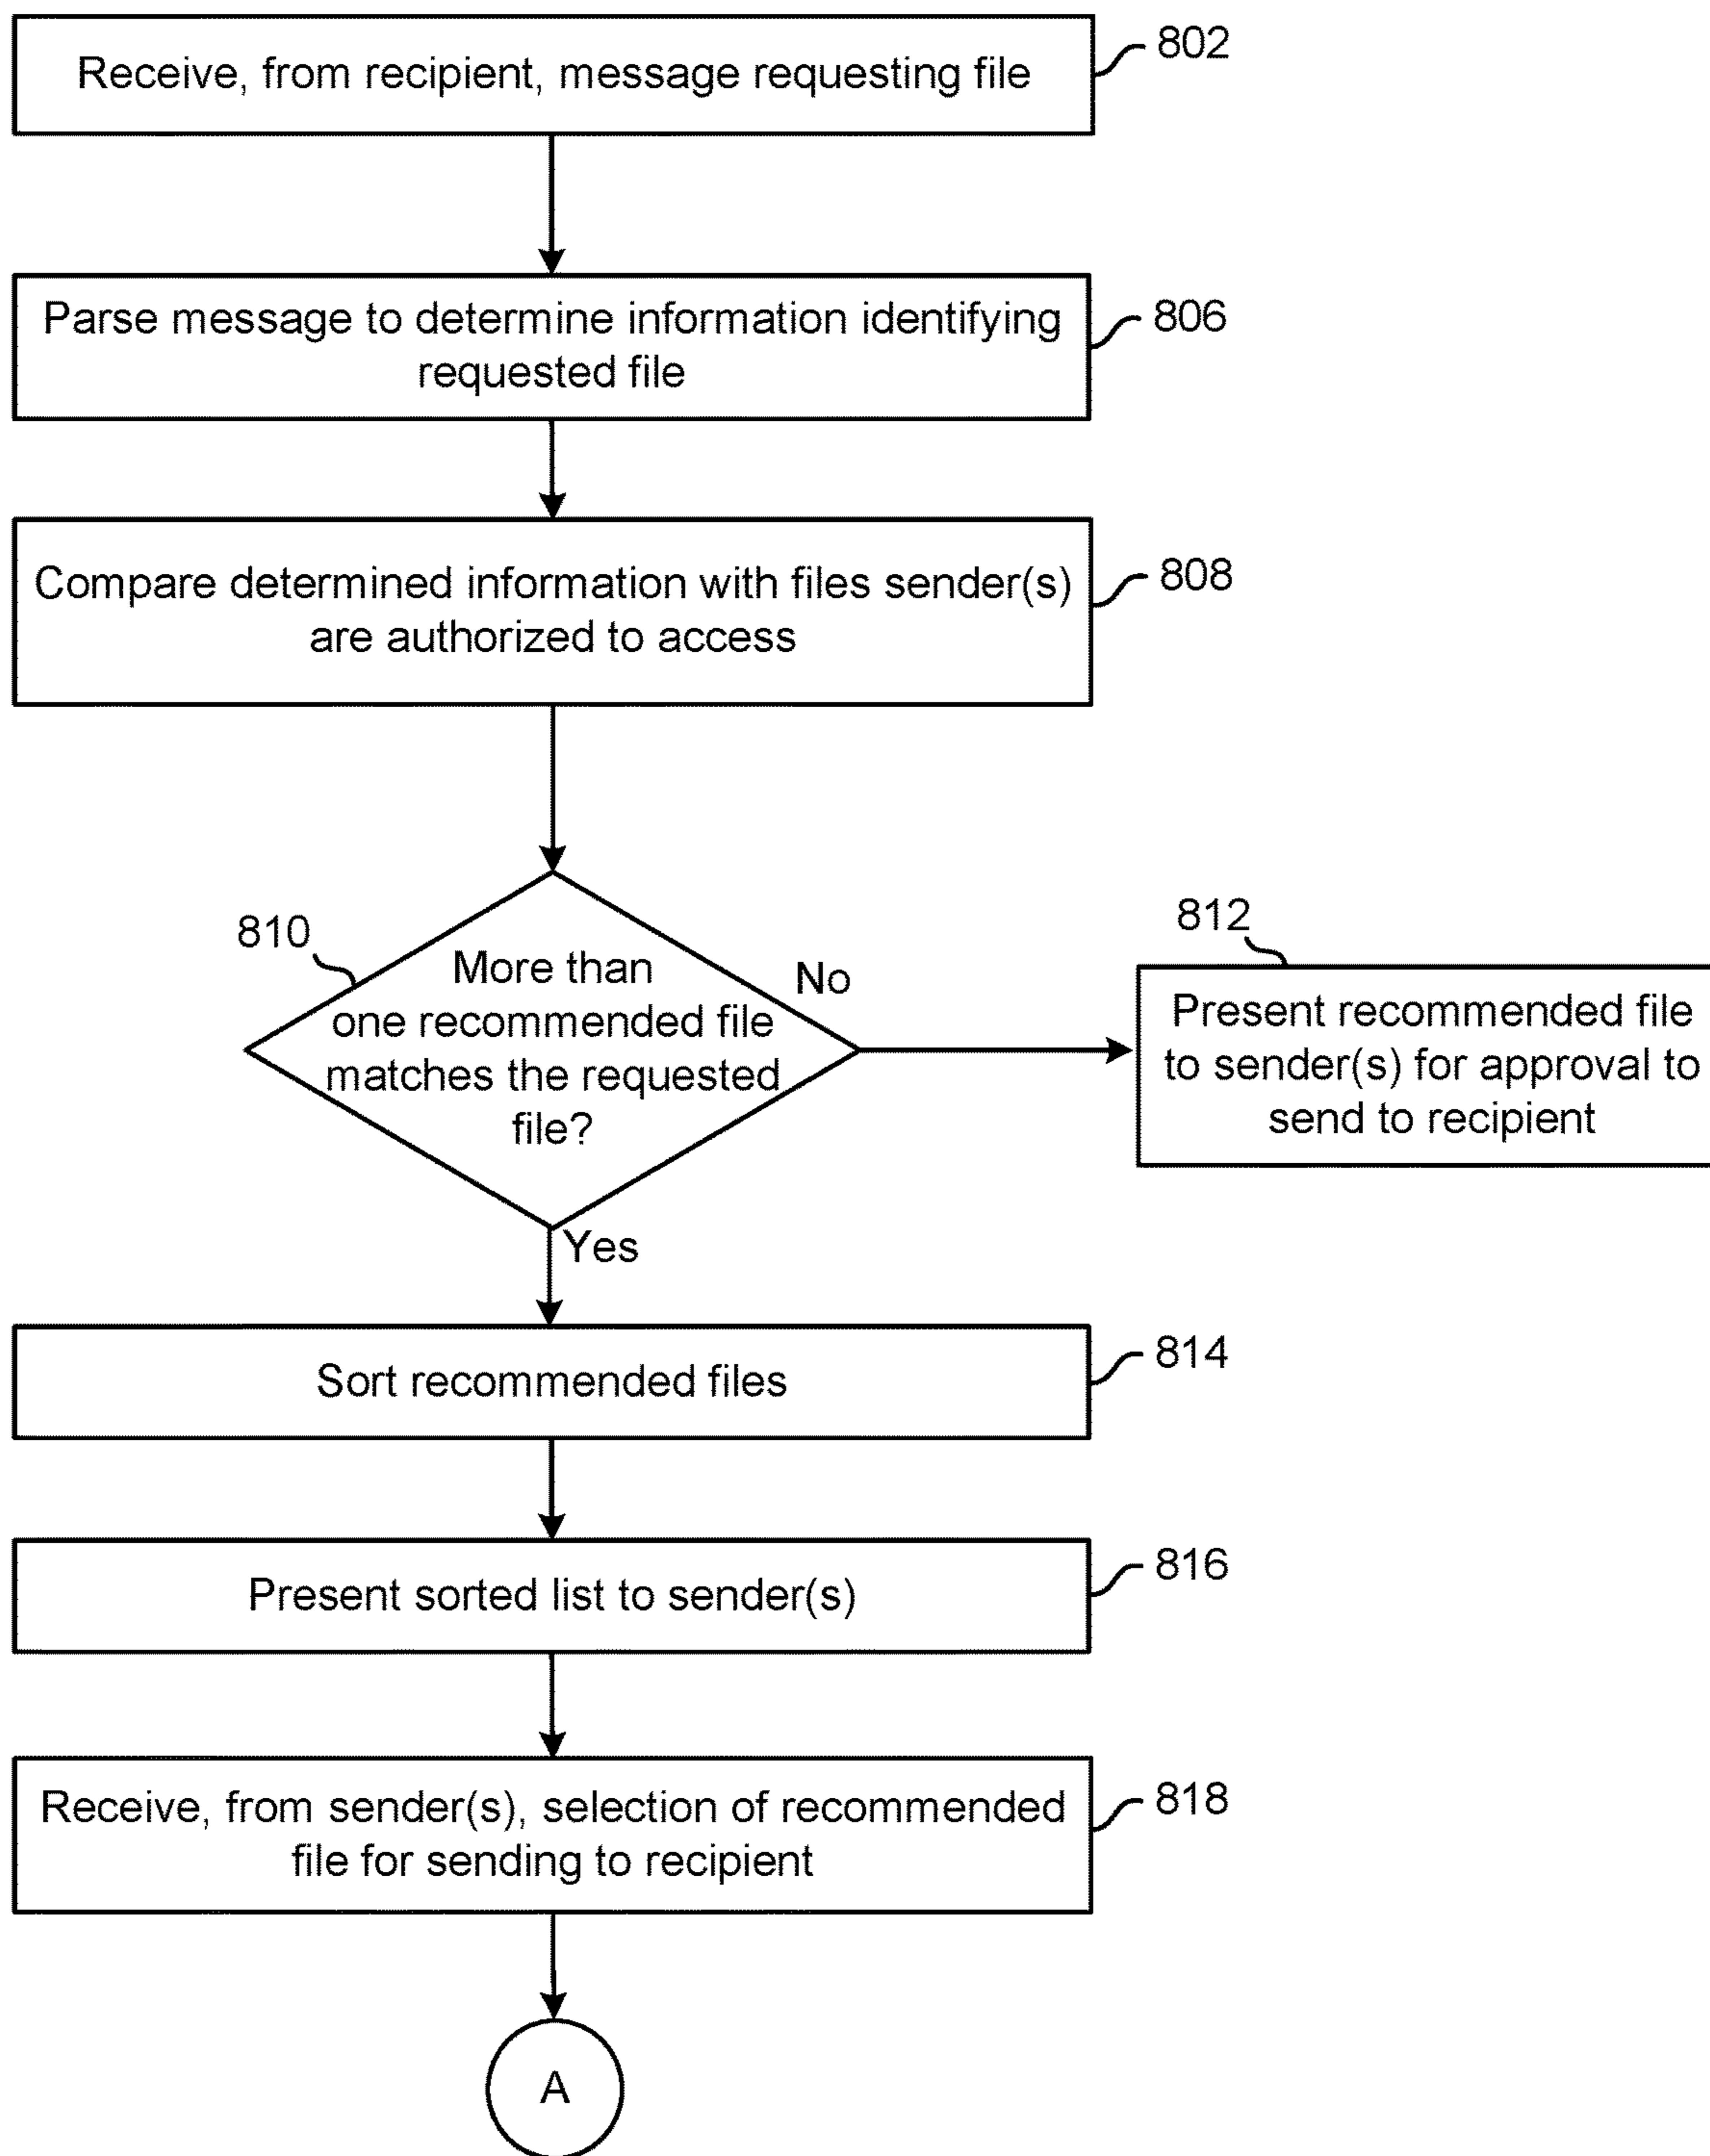 Receive, from recipient, message requesting file
802
Parse message to determine information identifying
requested file
806
Compare determined information with files sender(s)
are authorized to access
808
810
More than
one recommended file
matches the requested
file?
No
812
Present recommended file
to sender(s) for approval to
send to recipient
Yes
Sort recommended files
814
Present sorted list to sender(s)
816
Receive, from sender(s), selection of recommended
file for sending to recipient
818
A